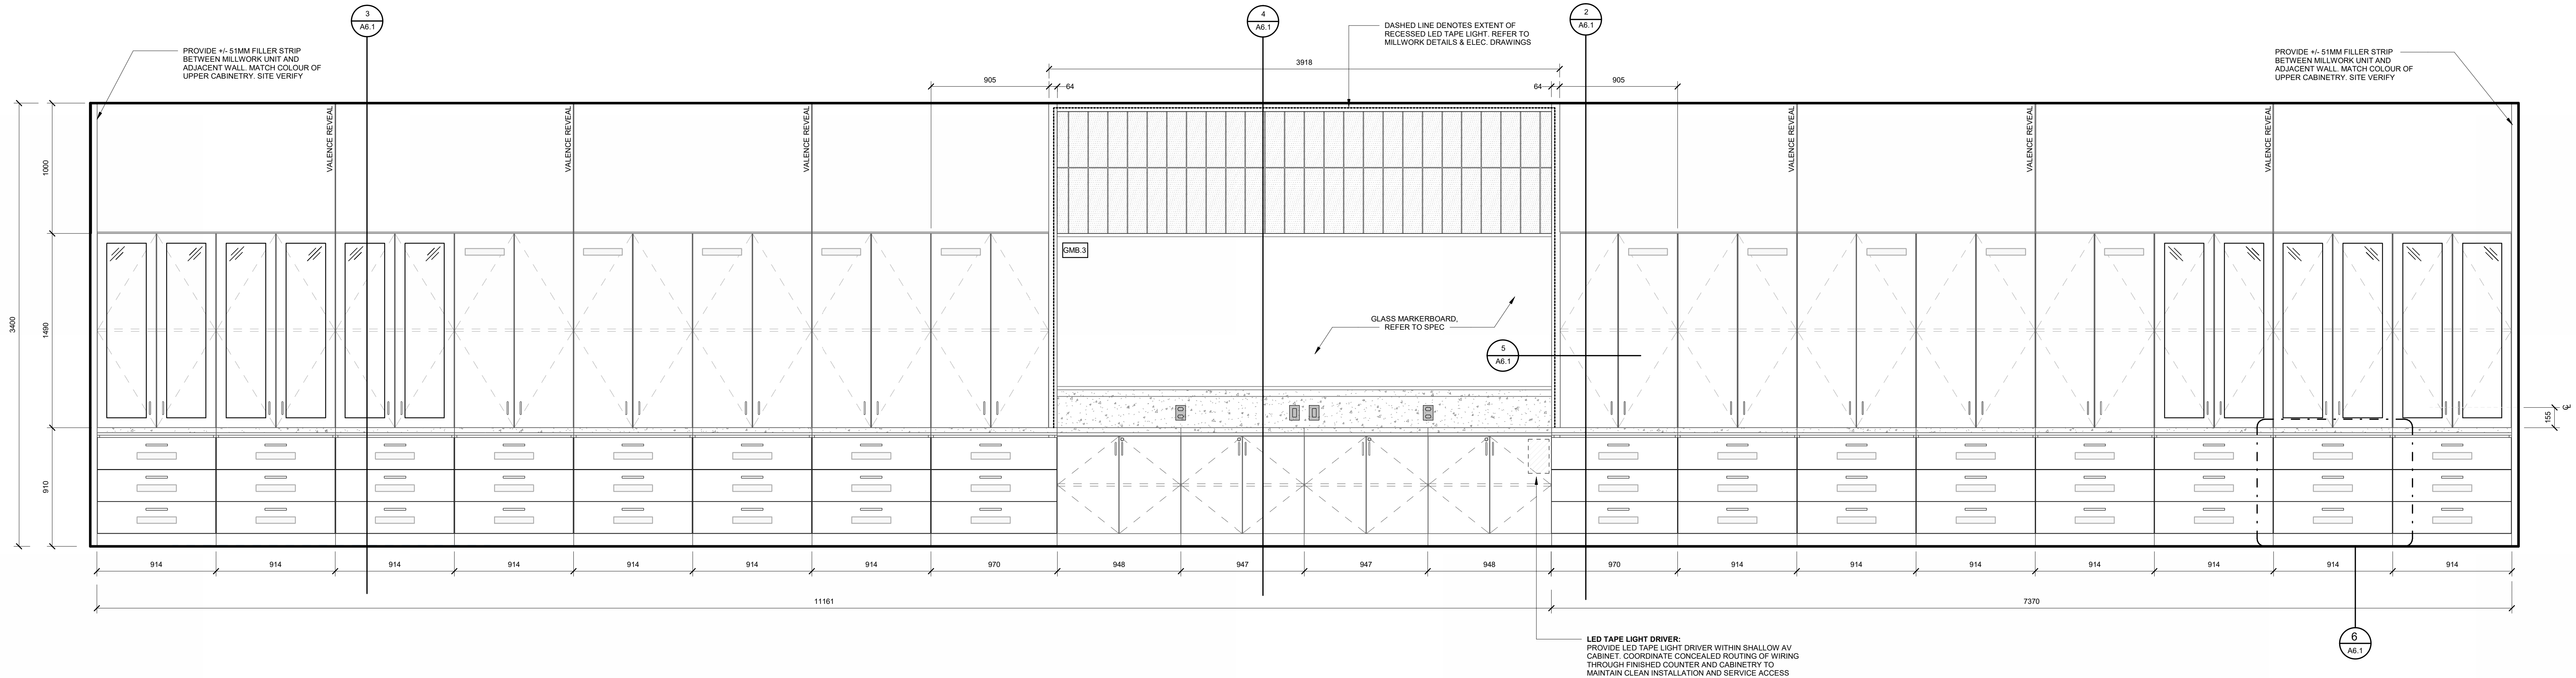 3
A6.1
4
A6.1
2
A6.1
PROVIDE +/- 51MM FILLER STRIP
BETWEEN MILLWORK UNIT AND
ADJACENT WALL. MATCH COLOUR OF
UPPER CABINETRY. SITE VERIFY
DASHED LINE DENOTES EXTENT OF
RECESSED LED TAPE LIGHT. REFER TO
MILLWORK DETAILS & ELEC. DRAWINGS
PROVIDE +/- 51MM FILLER STRIP
BETWEEN MILLWORK UNIT AND
ADJACENT WALL. MATCH COLOUR OF
UPPER CABINETRY. SITE VERIFY
3918
905
64
64
905
VALENCE REVEAL
VALENCE REVEAL
VALENCE REVEAL
VALENCE REVEAL
VALENCE REVEAL
VALENCE REVEAL
3400
1000
1490
910
GMB.3
GLASS MARKERBOARD,
REFER TO SPEC
5
A6.1
155
℄
914
914
914
914
914
914
914
970
948
947
947
948
970
914
914
914
914
914
914
914
11161
7370
LED TAPE LIGHT DRIVER:
PROVIDE LED TAPE LIGHT DRIVER WITHIN SHALLOW AV
CABINET. COORDINATE CONCEALED ROUTING OF WIRING
THROUGH FINISHED COUNTER AND CABINETRY TO
MAINTAIN CLEAN INSTALLATION AND SERVICE ACCESS
6
A6.1